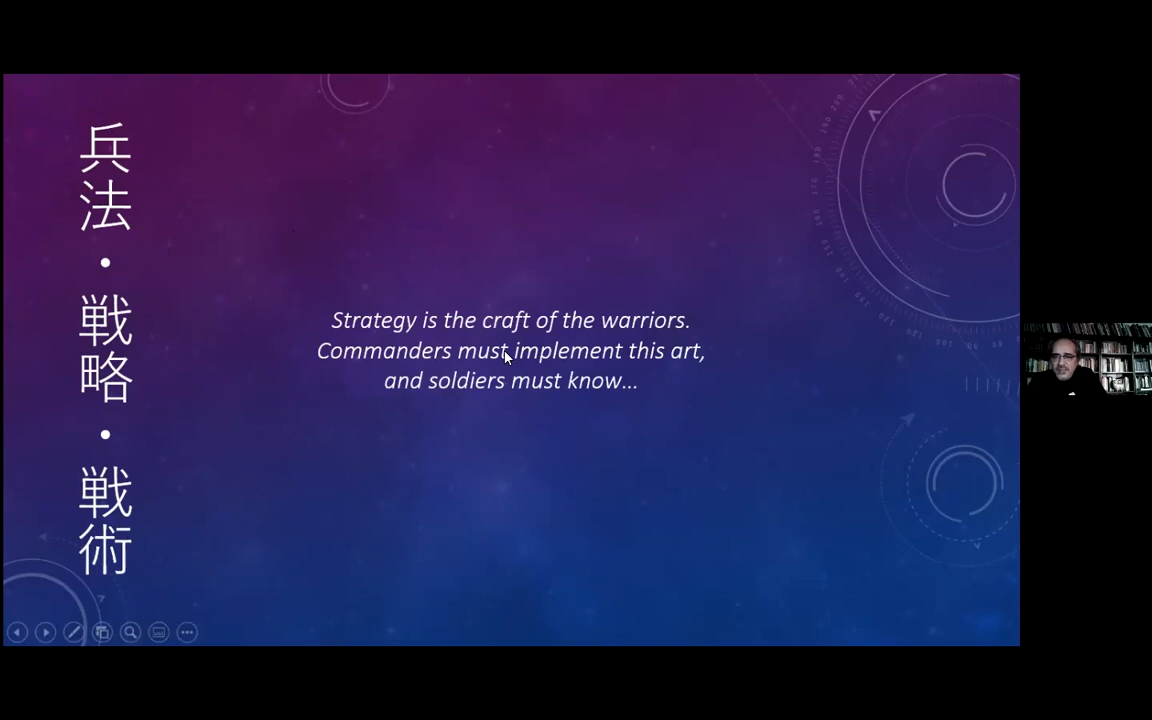 兵法・戦略・戦術
Strategy is the craft of the warriors.
Commanders must implement this art,
and soldiers must know...